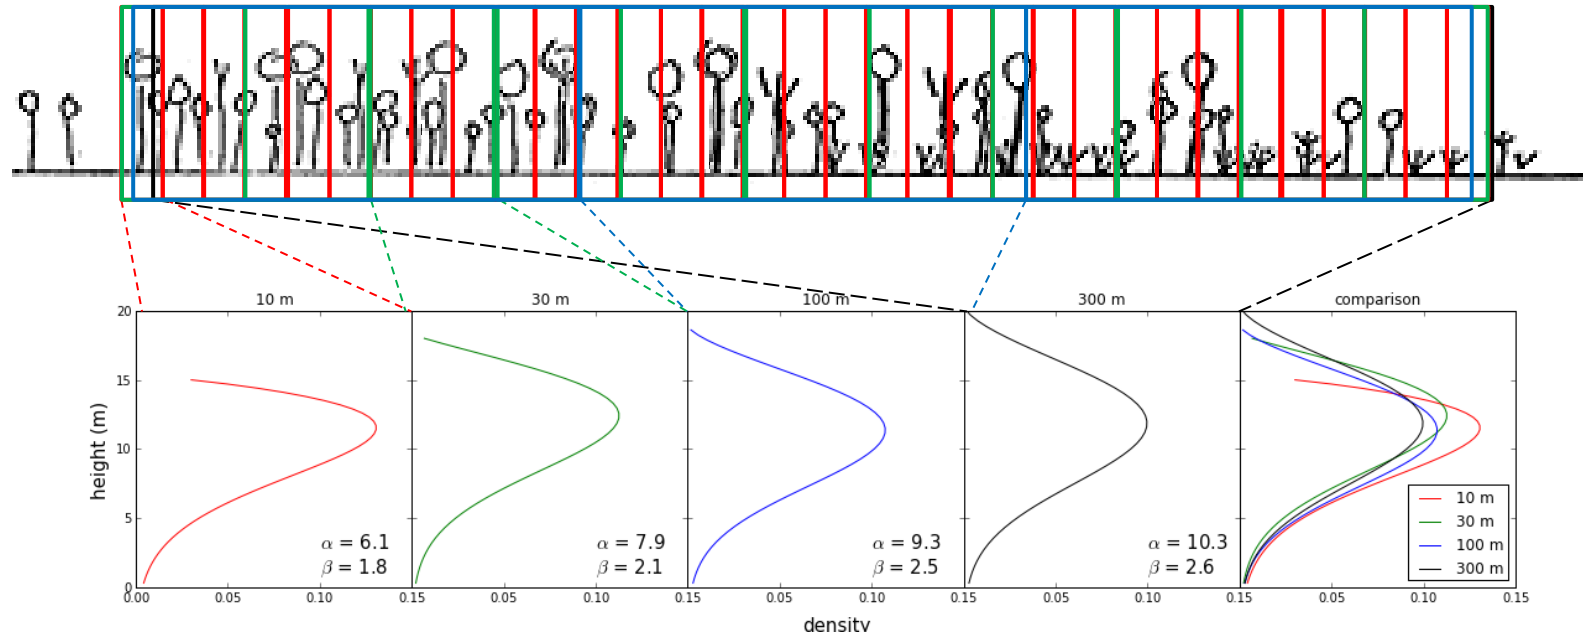 10 m
30 m
100 m
300 m
comparison
20
15
10
5
0
height (m)
α = 6.1
β = 1.8
α = 7.9
β = 2.1
α = 9.3
β = 2.5
α = 10.3
β = 2.6
10 m
30 m
100 m
300 m
0.00 0.05 0.10 0.15 0.05 0.10 0.15 0.05 0.10 0.15 0.05 0.10 0.15 0.05 0.10 0.15
density